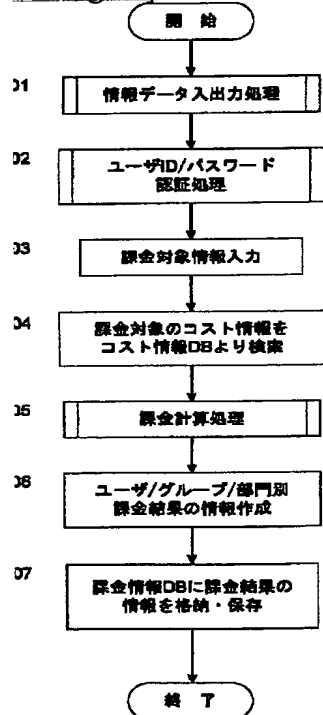 開 始
01
情報データ入出力処理
02
ユーザID/パスワード
認証処理
03
課金対象情報入力
04
課金対象のコスト情報を
コスト情報DBより検索
05
課金計算処理
06
ユーザ/グループ/部門別
課金結果の情報作成
07
課金情報DBに課金結果の
情報を格納・保存
終 了